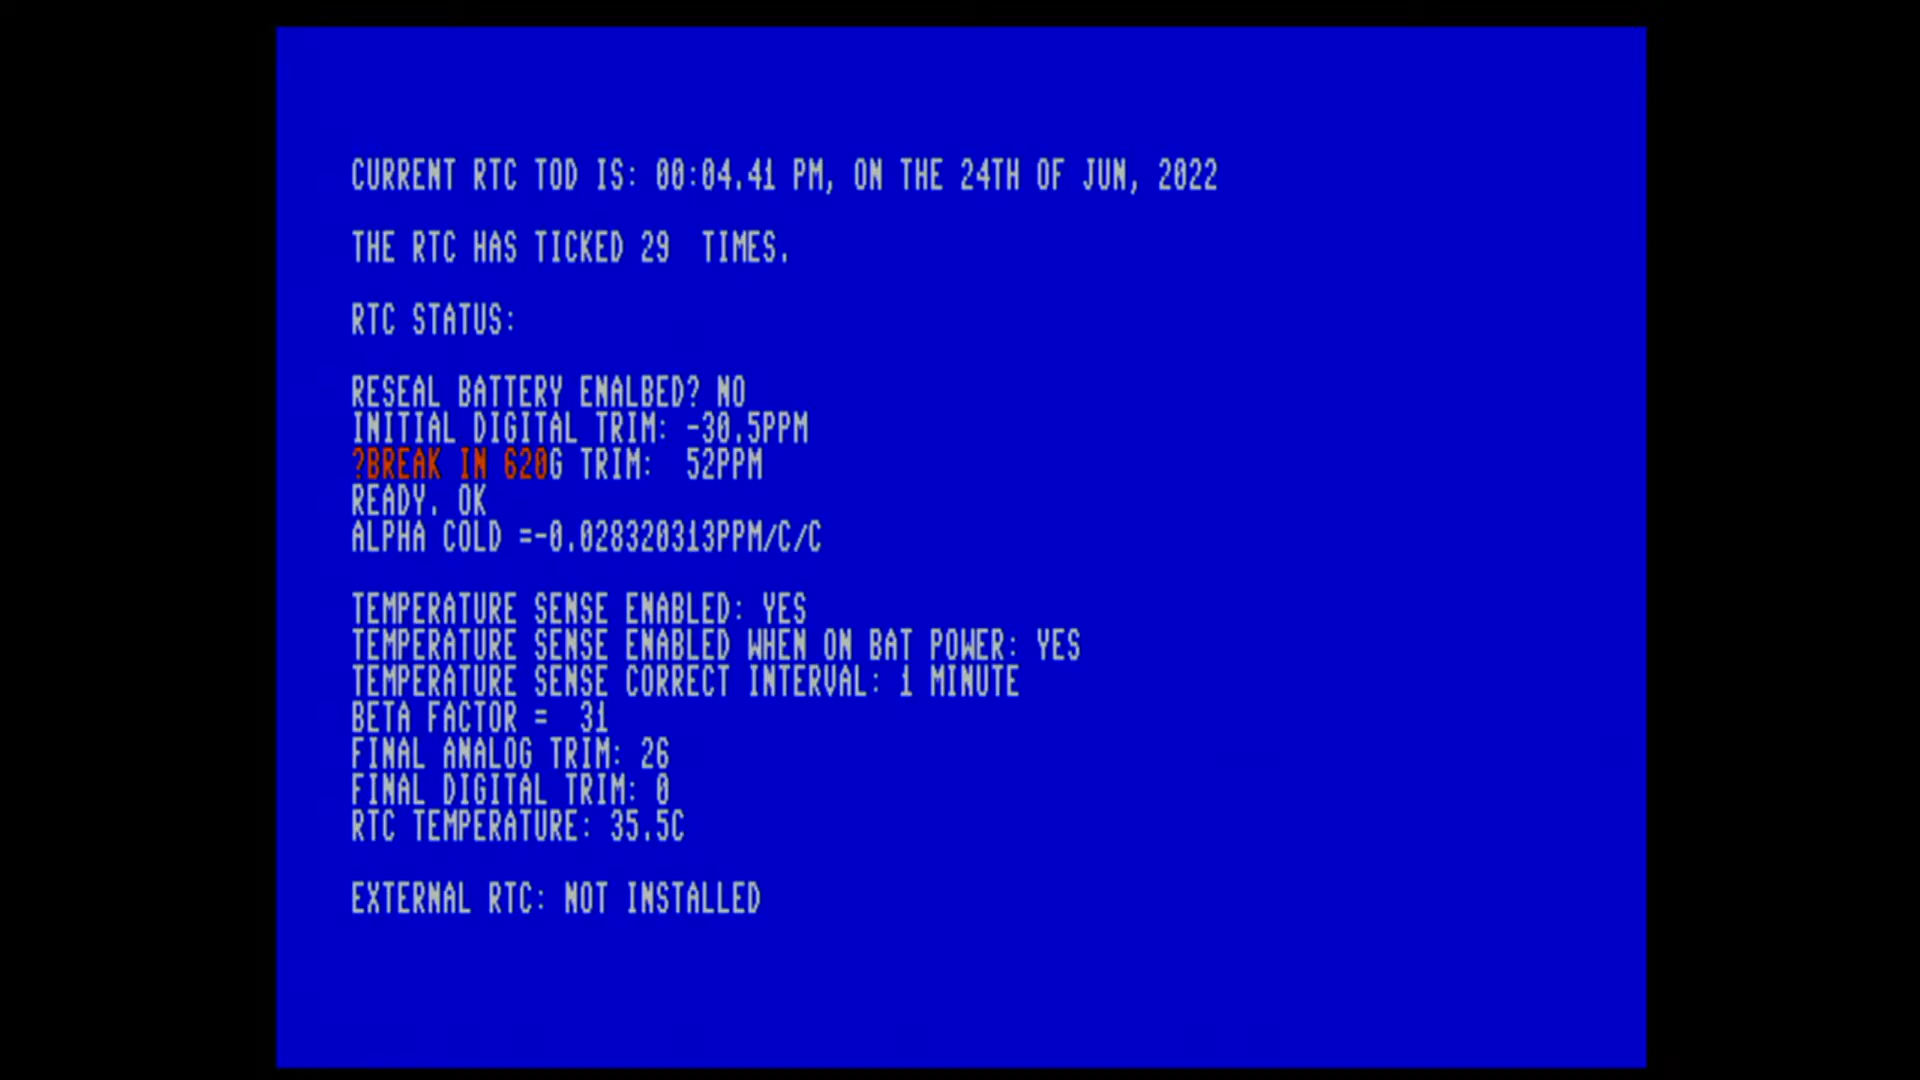 CURRENT RTC TOD IS: 00:04.41 PM, ON THE 24TH OF JUN, 2022
THE RTC HAS TICKED 29  TIMES.
RTC STATUS:
RESEAL BATTERY ENALBED? NO
INITIAL DIGITAL TRIM: -30.5PPM
?BREAK IN 620G TRIM:  52PPM
READY. OK
ALPHA COLD =-0.028320313PPM/C/C
TEMPERATURE SENSE ENABLED: YES
TEMPERATURE SENSE ENABLED WHEN ON BAT POWER: YES
TEMPERATURE SENSE CORRECT INTERVAL: 1 MINUTE
BETA FACTOR =  31
FINAL ANALOG TRIM: 26
FINAL DIGITAL TRIM: 0
RTC TEMPERATURE: 35.5C
EXTERNAL RTC: NOT INSTALLED